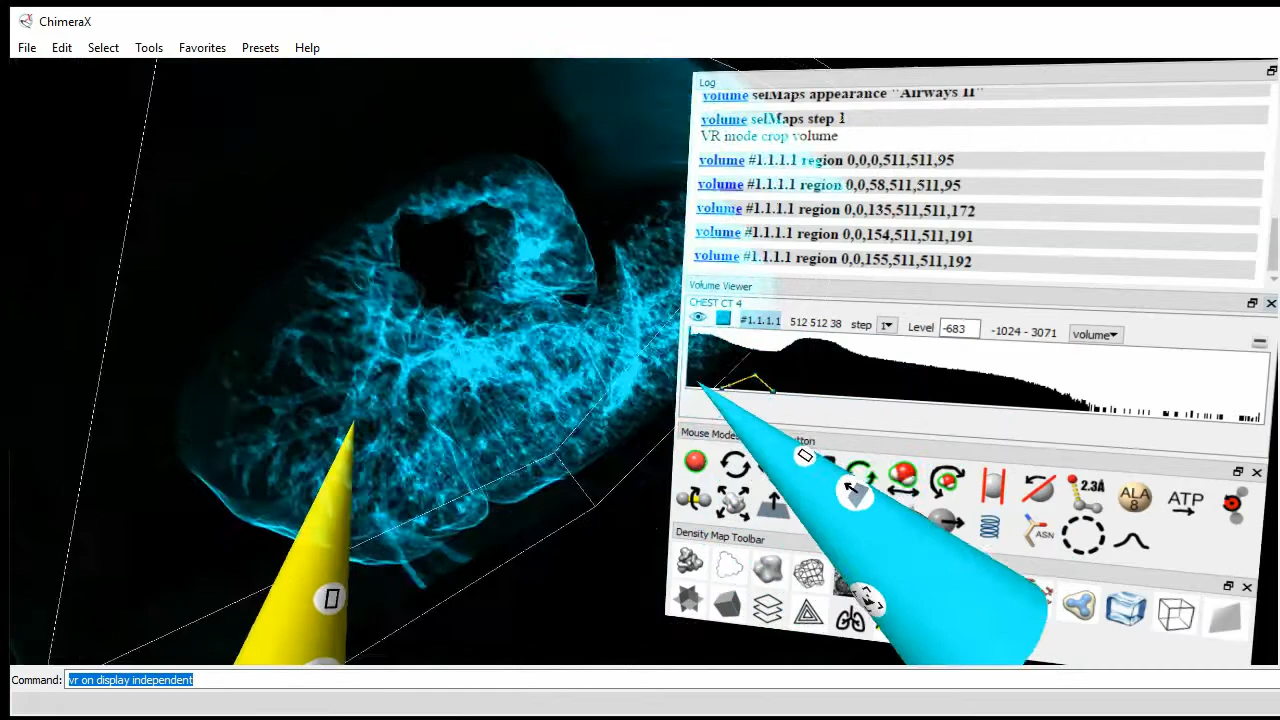 ChimeraX
File Edit Select Tools Favorites Presets Help
Log
volume selMaps appearance "Airways II"
volume selMaps step 1
VR mode crop volume
volume #1.1.1.1 region 0,0,0,511,511,95
volume #1.1.1.1 region 0,0,58,511,511,95
volume #1.1.1.1 region 0,0,135,511,511,172
volume #1.1.1.1 region 0,0,154,511,511,191
volume #1.1.1.1 region 0,0,155,511,511,192
Volume Viewer
CHEST CT 4
#1.1.1.1 512 512 38 step 1 Level -683 -1024 - 3071 volume
Mouse Modes
2.3Å ALA 8 ATP
ASN
Density Map Toolbar
Command: vr on display independent